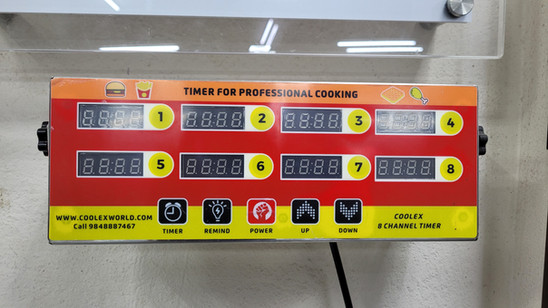 TIMER FOR PROFESSIONAL COOKING
1
2
3
4
5
6
7
8
WWW.COOLEXWORLD.COM
Call 9848887467
TIMER
REMIND
POWER
UP
DOWN
COOLEX
8 CHANNEL TIMER